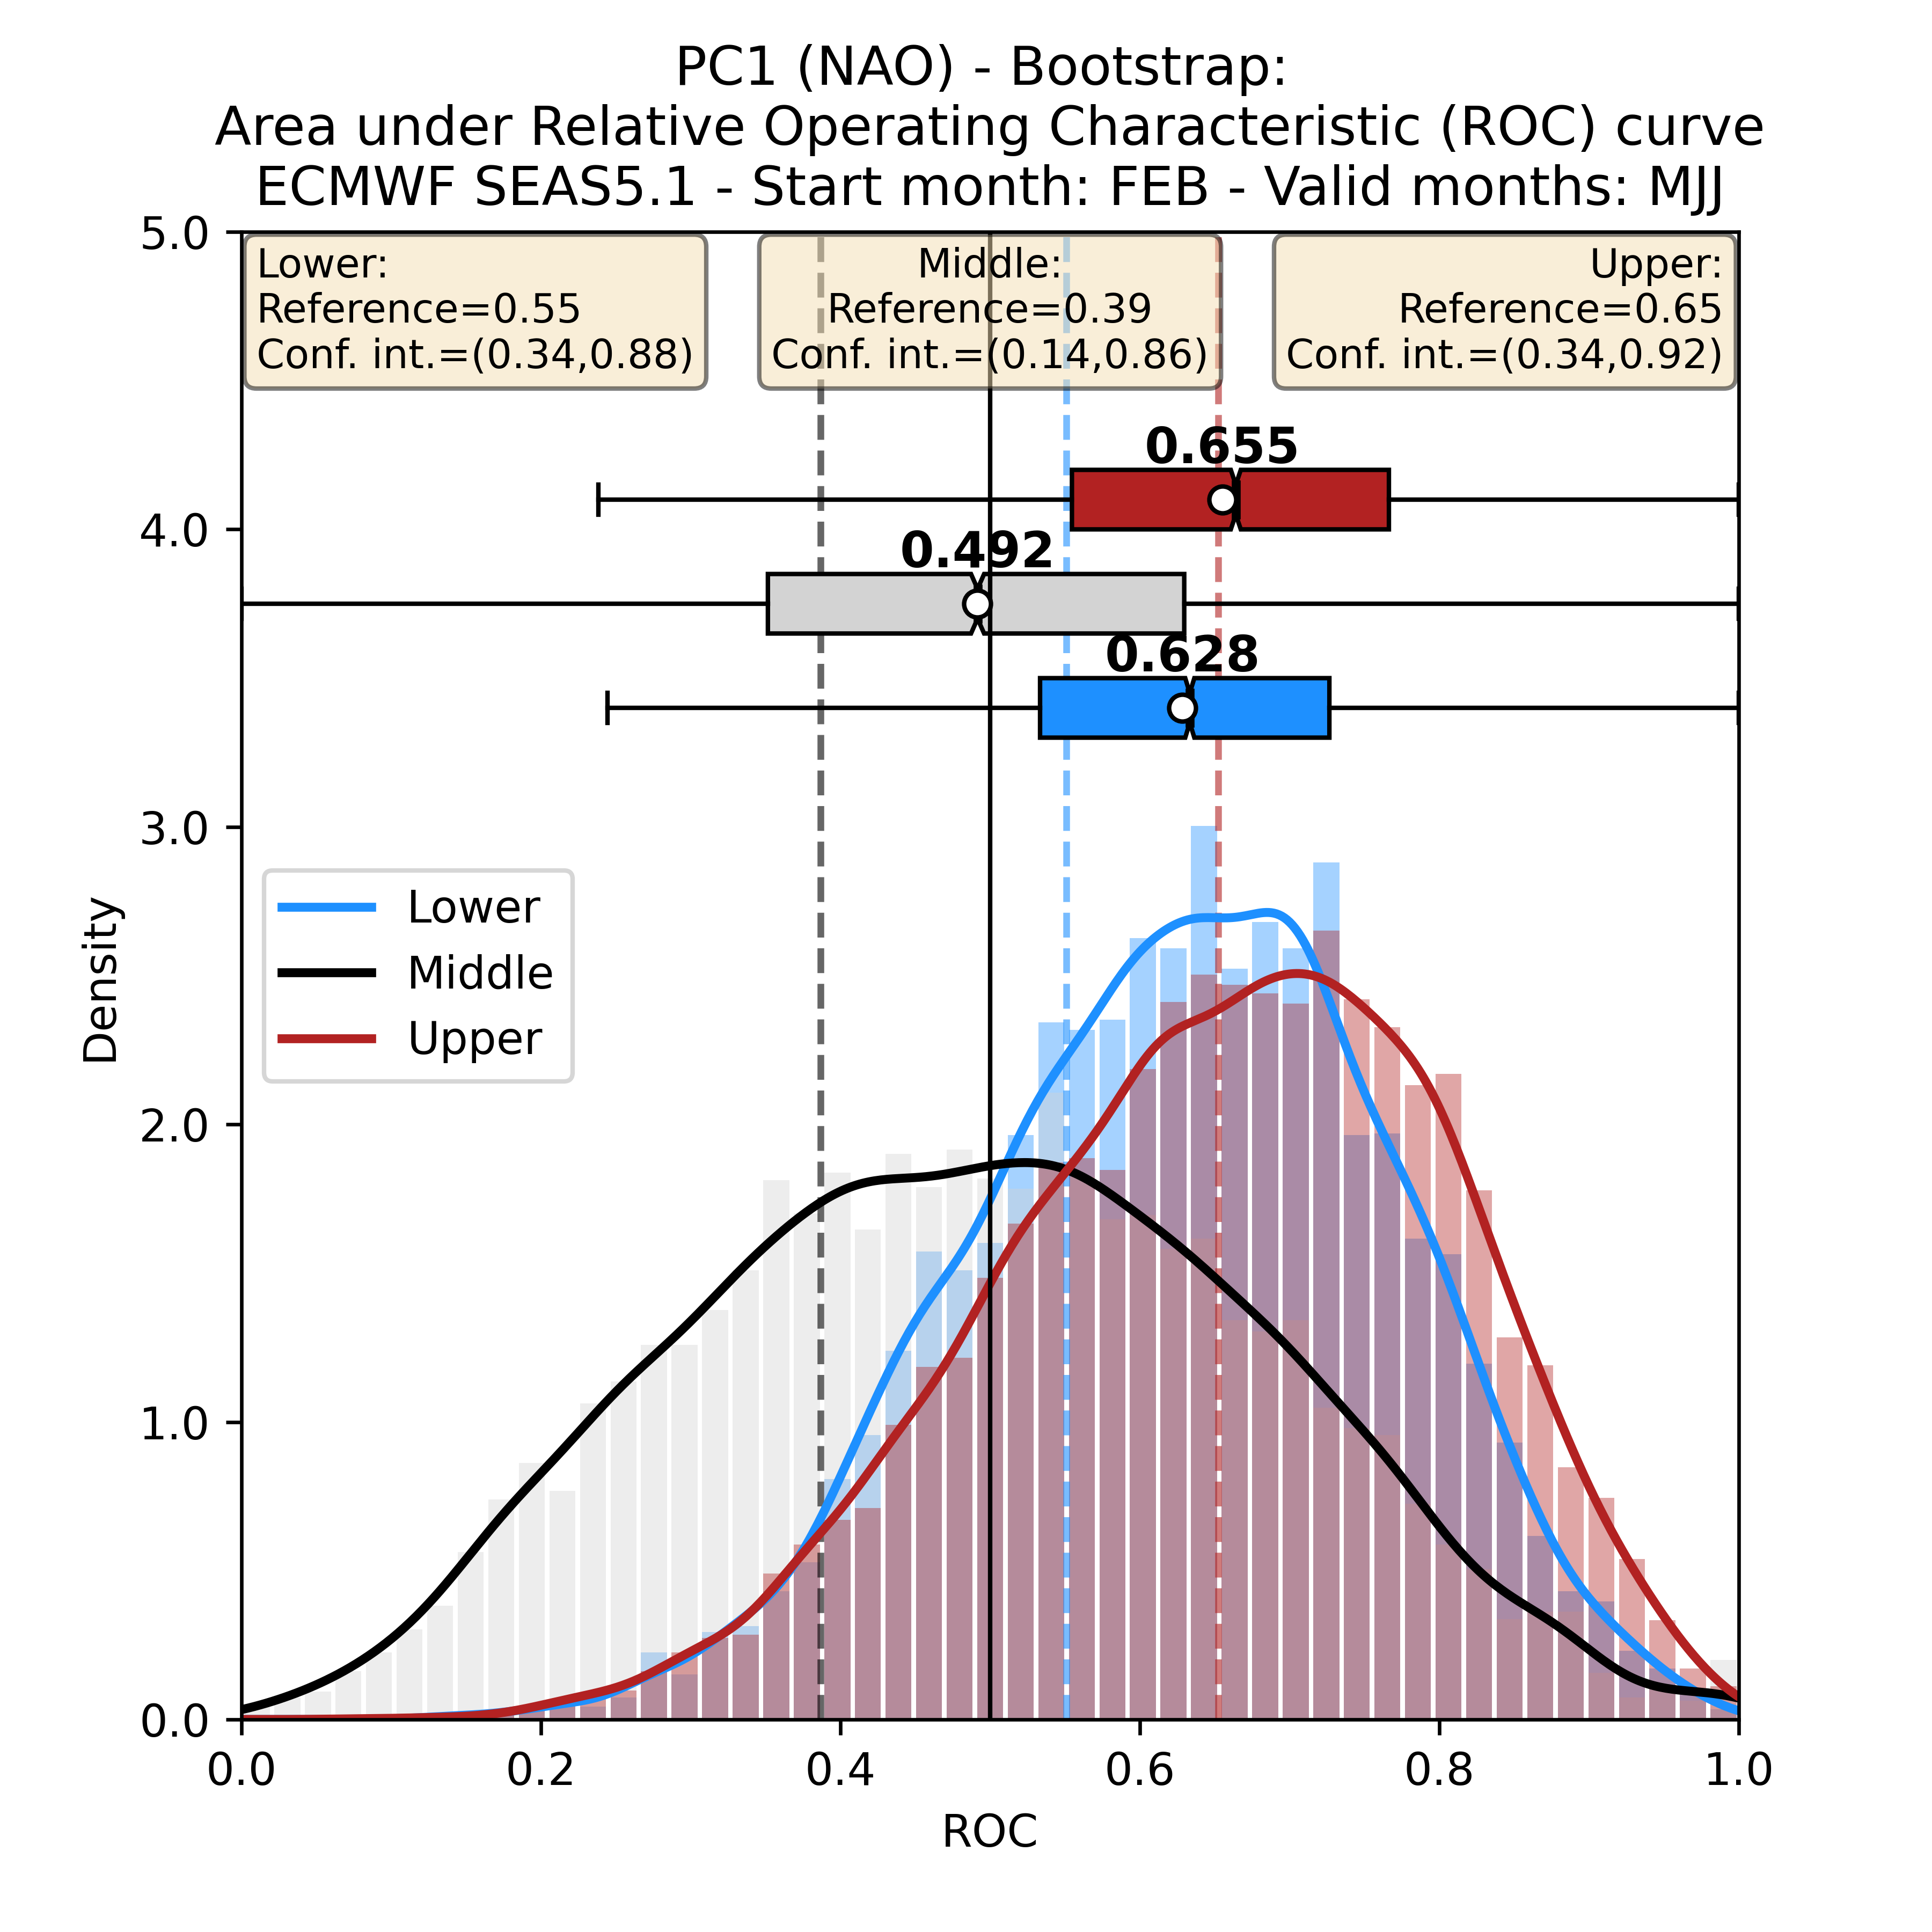 PC1 (NAO) - Bootstrap:
Area under Relative Operating Characteristic (ROC) curve
ECMWF SEAS5.1 - Start month: FEB - Valid months: MJJ
Lower:
Reference=0.55
Conf. int.=(0.34,0.88)
Middle:
Reference=0.39
Conf. int.=(0.14,0.86)
Upper:
Reference=0.65
Conf. int.=(0.34,0.92)
0.655
0.492
0.628
Lower
Middle
Upper
Density
5.0
4.0
3.0
2.0
1.0
0.0
0.0 0.2 0.4 0.6 0.8 1.0
ROC